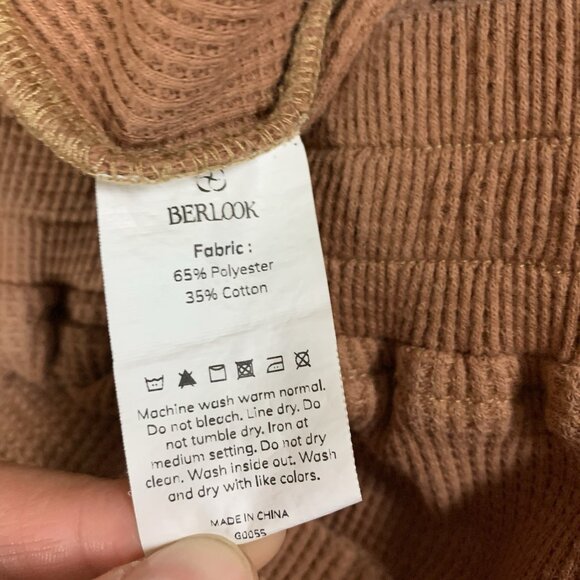 BERLOOK
Fabric :
65% Polyester
35% Cotton
Machine wash warm normal.
Do not bleach. Line dry. Do
not tumble dry. Iron at
medium setting. Do not dry
clean. Wash inside out. Wash
and dry with like colors.
MADE IN CHINA
G0055